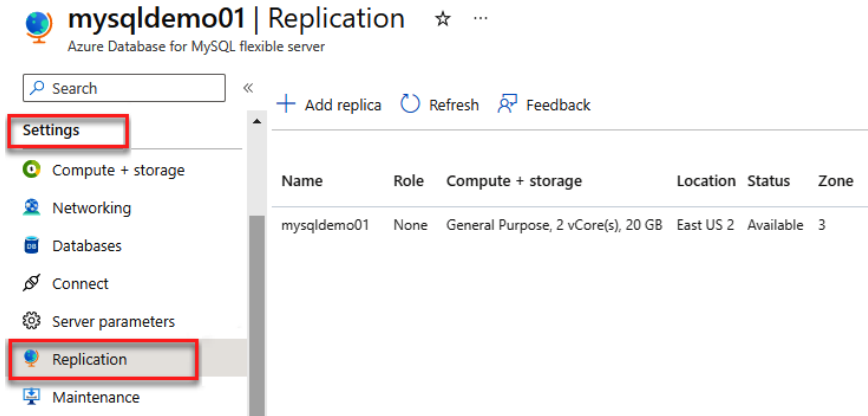 mysqldemo01 | Replication
Azure Database for MySQL flexible server
Search
Settings
Compute + storage
Networking
Databases
Connect
Server parameters
Replication
Maintenance
Add replica Refresh Feedback
Name Role Compute + storage Location Status Zone
mysqldemo01 None General Purpose, 2 vCore(s), 20 GB East US 2 Available 3